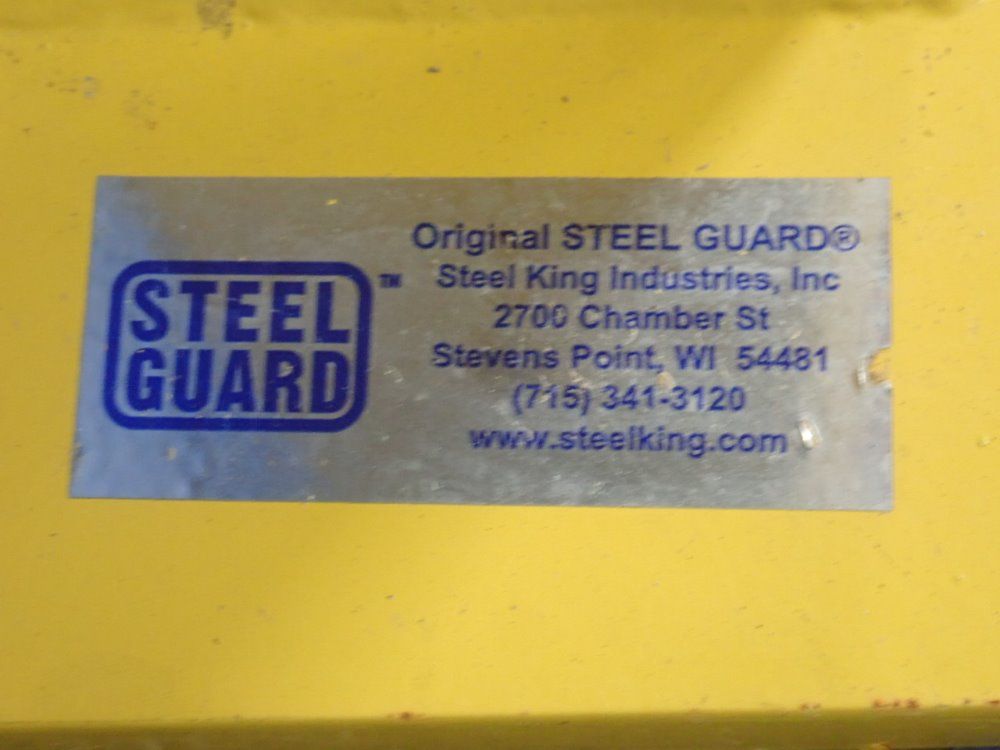 STEEL
GUARD
™
Original STEEL GUARD®
Steel King Industries, Inc
2700 Chamber St
Stevens Point, WI 54481
(715) 341-3120
www.steelking.com